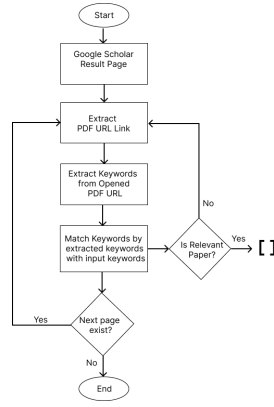 Start
Google Scholar
Result Page
Extract
PDF URL Link
Extract Keywords
from Opened
PDF URL
No
Match Keywords by
extracted keywords
with input keywords
Is Relevant
Paper?
Yes
[ ]
Yes
Next page
exist?
No
End